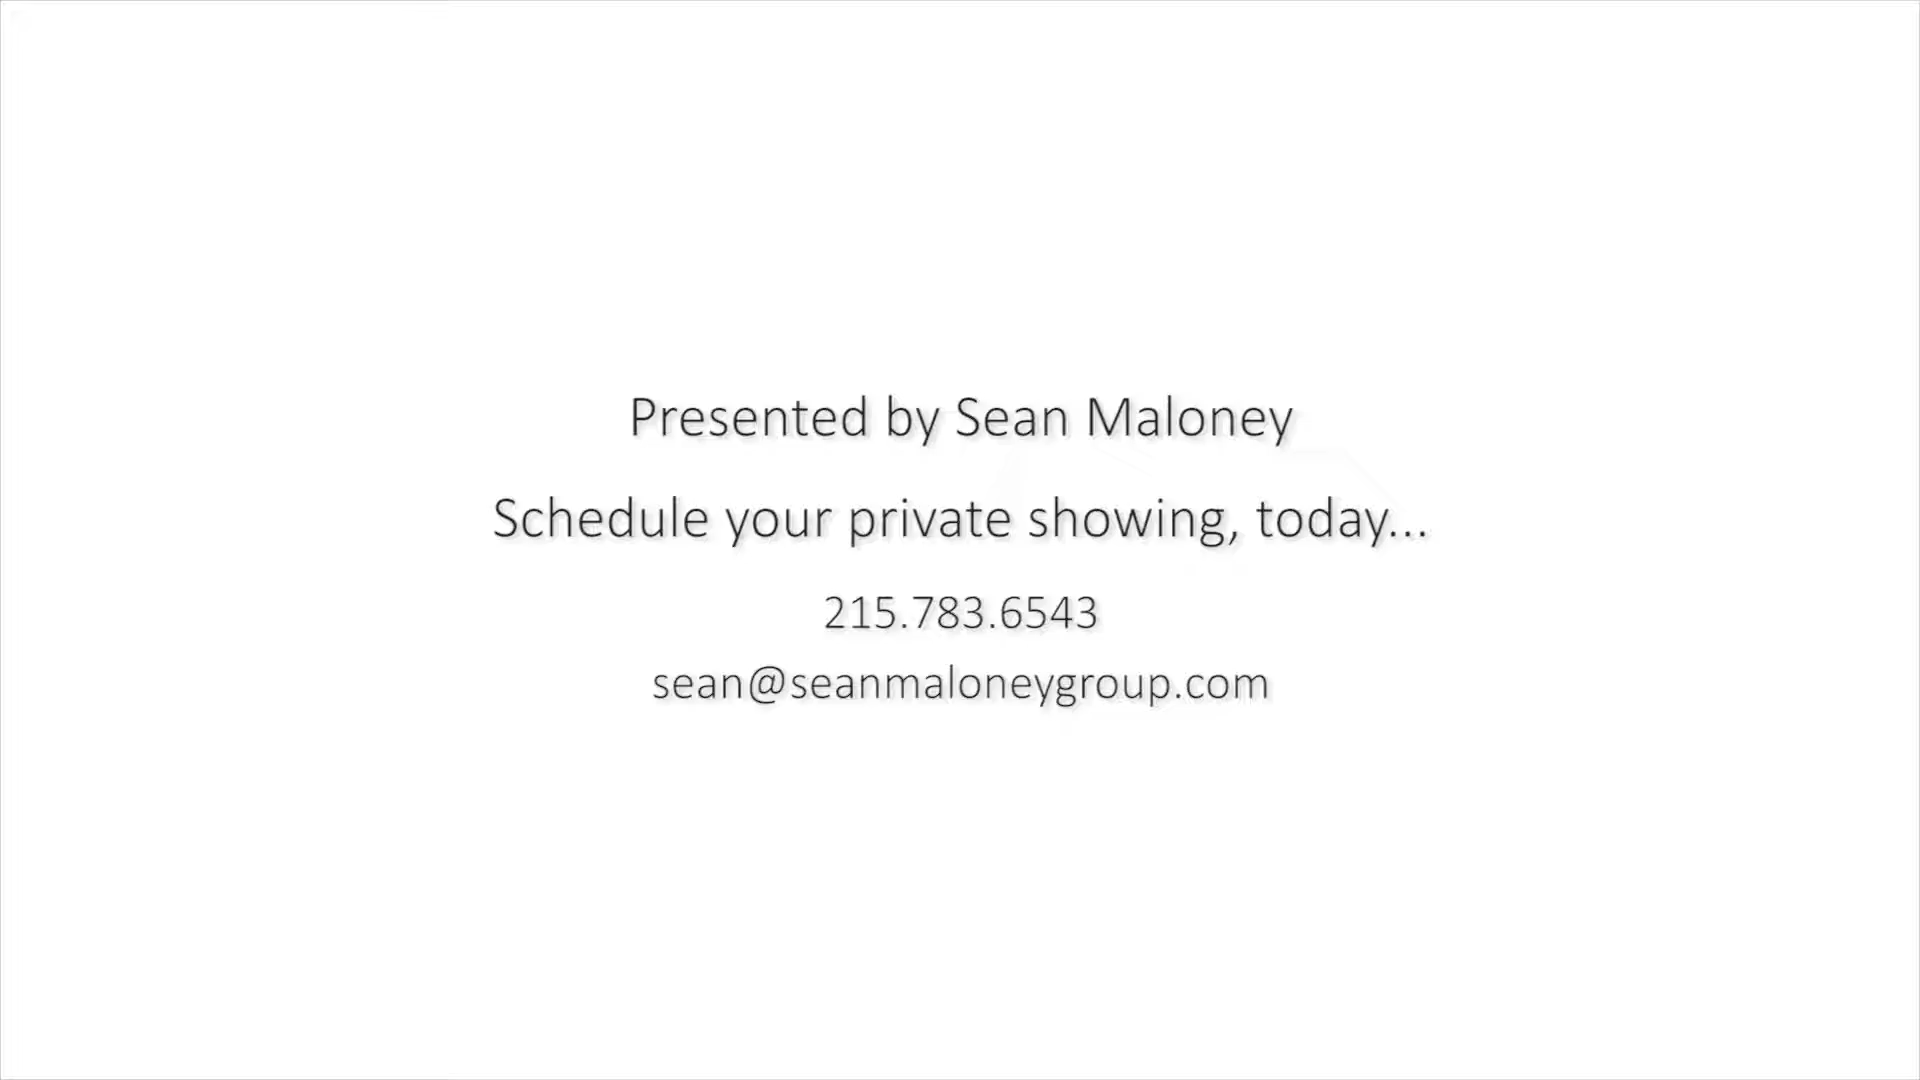 Presented by Sean Maloney
Schedule your private showing, today...
215.783.6543
sean@seanmaloneygroup.com